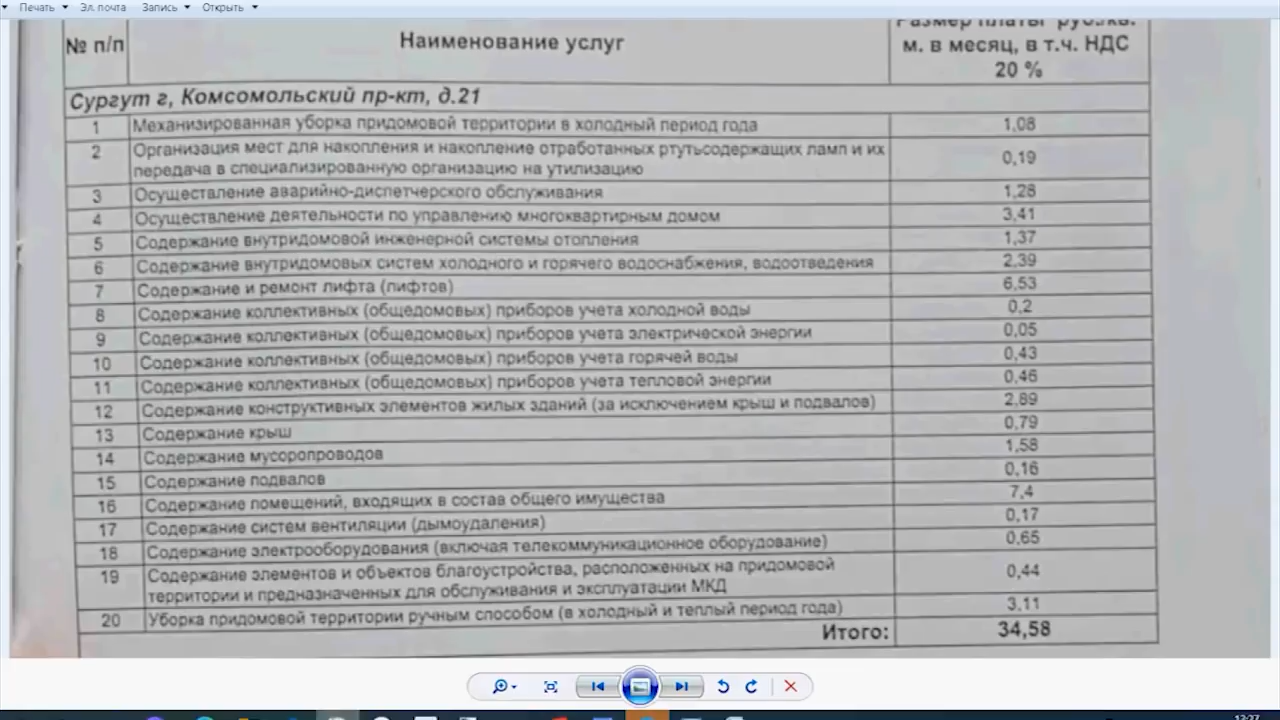 Печать Эл. почта Запись Открыть
№ п/п
Наименование услуг
Размер платы руб./кв.
м. в месяц, в т.ч. НДС
20 %
Сургут г, Комсомольский пр-кт, д.21
1 Механизированная уборка придомовой территории в холодный период года 1,08
2 Организация мест для накопления и накопление отработанных ртутьсодержащих ламп и их
передача в специализированную организацию на утилизацию 0,19
3 Осуществление аварийно-диспетчерского обслуживания 1,28
4 Осуществление деятельности по управлению многоквартирным домом 3,41
5 Содержание внутридомовой инженерной системы отопления 1,37
6 Содержание внутридомовых систем холодного и горячего водоснабжения, водоотведения 2,39
7 Содержание и ремонт лифта (лифтов) 6,53
8 Содержание коллективных (общедомовых) приборов учета холодной воды 0,2
9 Содержание коллективных (общедомовых) приборов учета электрической энергии 0,05
10 Содержание коллективных (общедомовых) приборов учета горячей воды 0,43
11 Содержание коллективных (общедомовых) приборов учета тепловой энергии 0,46
12 Содержание конструктивных элементов жилых зданий (за исключением крыш и подвалов) 2,89
13 Содержание крыш 0,79
14 Содержание мусоропроводов 1,58
15 Содержание подвалов 0,16
16 Содержание помещений, входящих в состав общего имущества 7,4
17 Содержание систем вентиляции (дымоудаления) 0,17
18 Содержание электрооборудования (включая телекоммуникационное оборудование) 0,65
19 Содержание элементов и объектов благоустройства, расположенных на придомовой
территории и предназначенных для обслуживания и эксплуатации МКД 0,44
20 Уборка придомовой территории ручным способом (в холодный и теплый период года) 3,11
Итого: 34,58
13:27